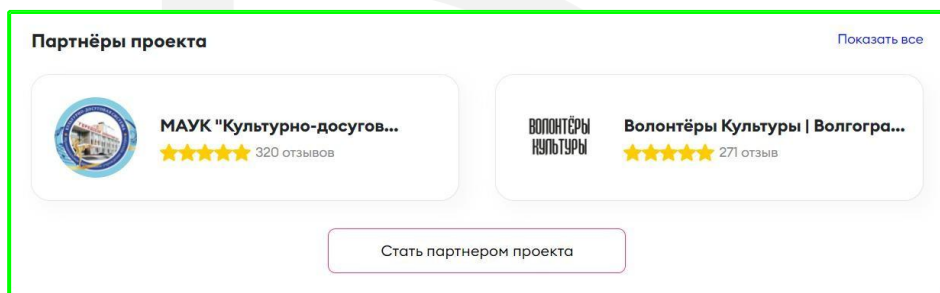 Партнёры проекта
Показать все
МАУК "Культурно-досугов...
320 отзывов
ВОЛОНТЁРЫ
КУЛЬТУРЫ
Волонтёры Культуры | Волгогра...
271 отзыв
Стать партнером проекта